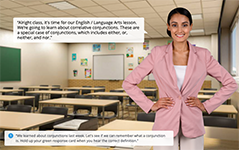 "Alright class, it's time for our English / Language Arts lesson.
We're going to learn about correlative conjunctions. These are
a special case of conjunctions, which includes either, or,
neither, and nor."
"We learned about conjunctions last week. Let's see if we can remember what a conjunction
is. Hold up your green response card when you hear the correct definition."